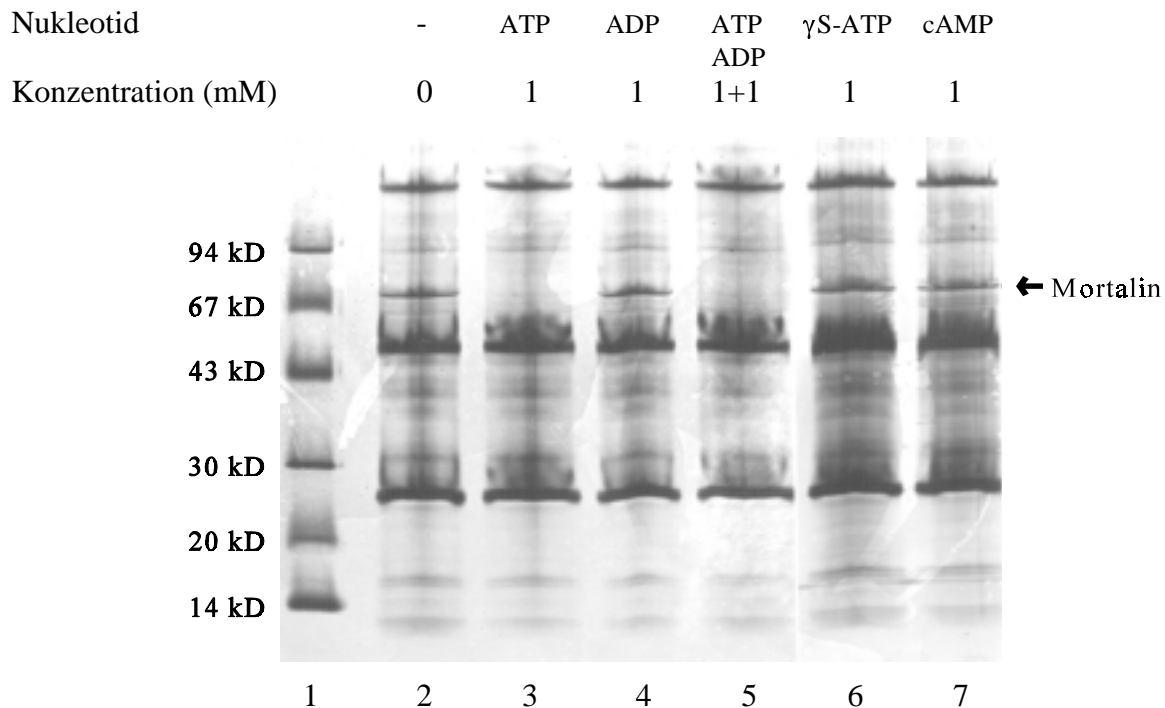 Nukleotid - ATP ADP ATP γS-ATP cAMP
ADP
Konzentration (mM) 0 1 1 1+1 1 1
94 kD
← Mortalin
67 kD
43 kD
30 kD
20 kD
14 kD
1 2 3 4 5 6 7